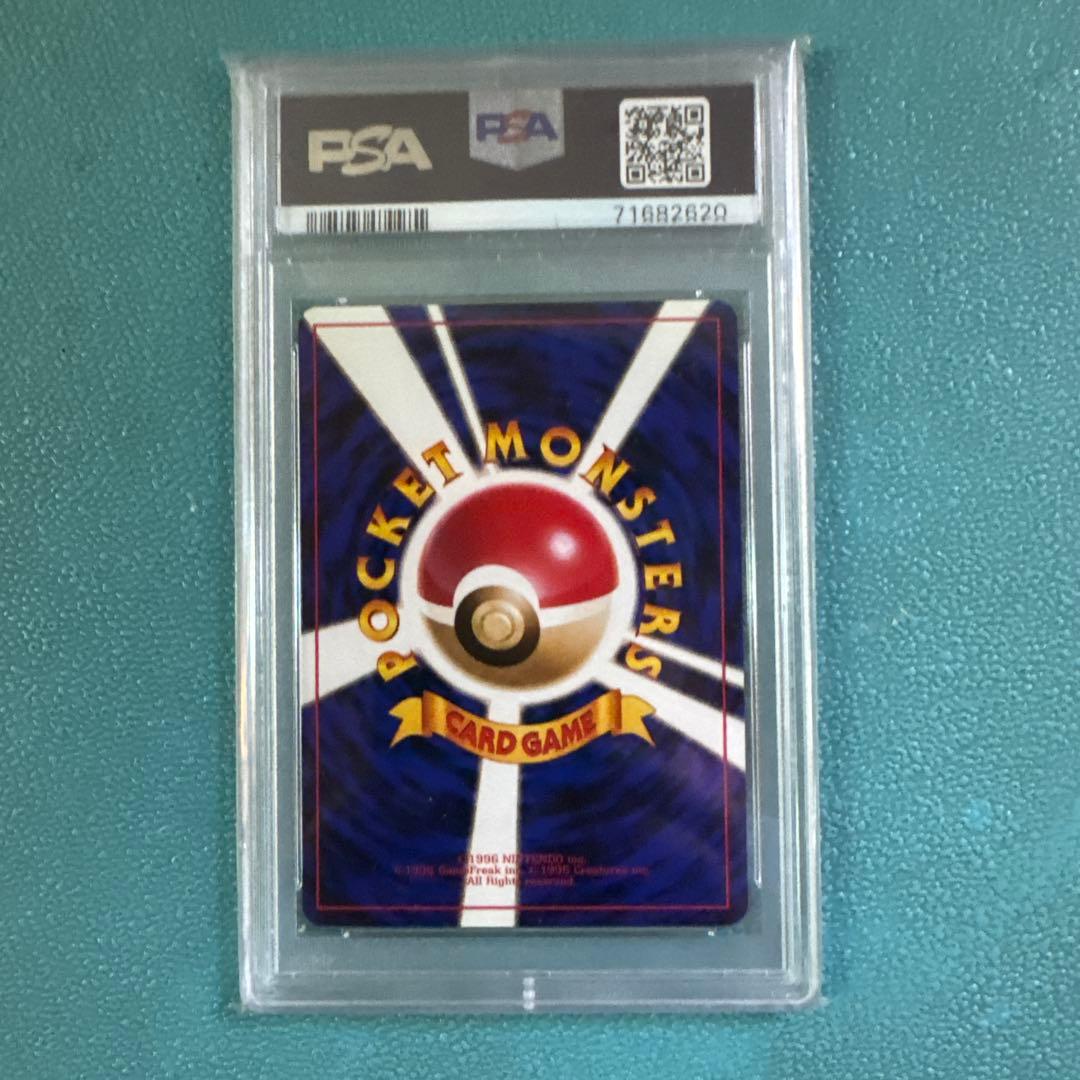 PSA
PSA
71682620
POCKET MONSTERS
CARD GAME
©1996 NINTENDO inc.
©1996 GameFreak inc. ©1996 Creatures inc.
All Rights reserved.